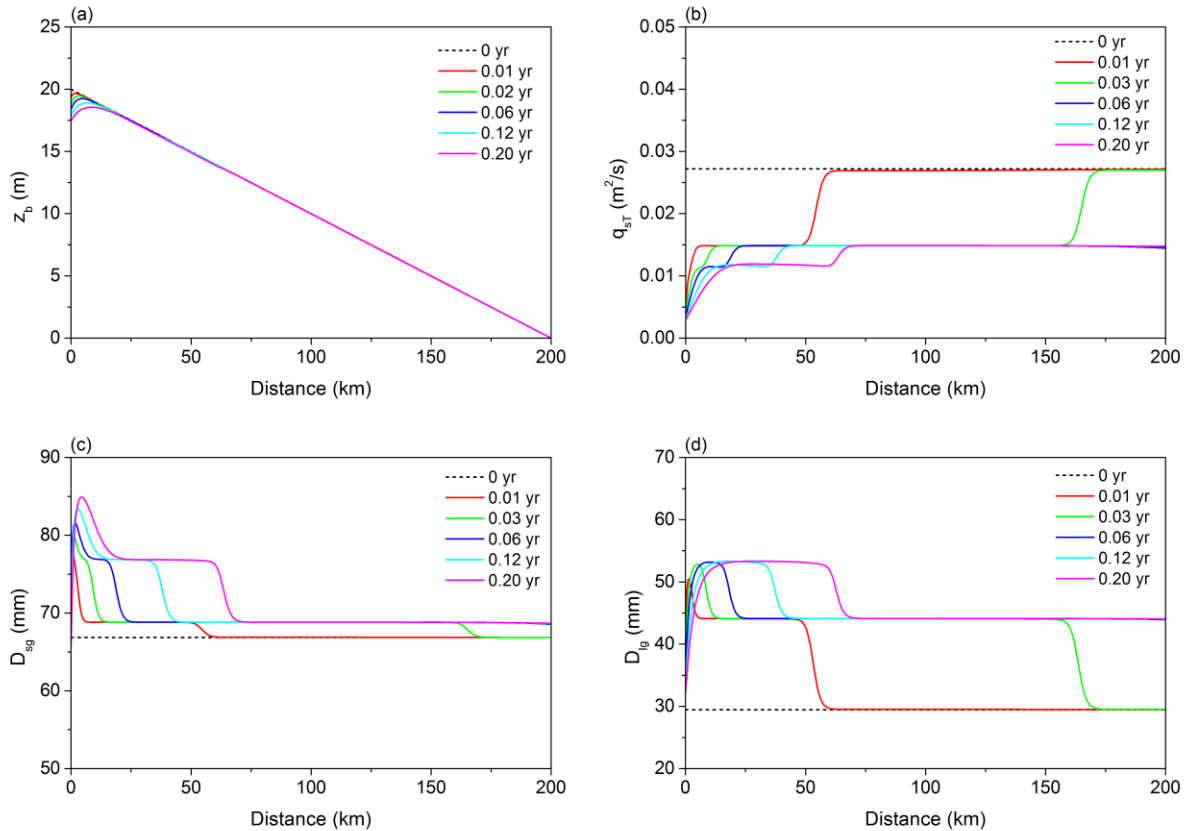 (a)
25
20
15
10
5
0
z_b (m)
0 yr
0.01 yr
0.02 yr
0.06 yr
0.12 yr
0.20 yr
0 50 100 150 200
Distance (km)
(b)
0.05
0.04
0.03
0.02
0.01
0.00
q_sT (m²/s)
0 yr
0.01 yr
0.03 yr
0.06 yr
0.12 yr
0.20 yr
0 50 100 150 200
Distance (km)
(c)
90
80
70
60
50
D_sg (mm)
0 yr
0.01 yr
0.03 yr
0.06 yr
0.12 yr
0.20 yr
0 50 100 150 200
Distance (km)
(d)
70
60
50
40
30
20
D_lg (mm)
0 yr
0.01 yr
0.03 yr
0.06 yr
0.12 yr
0.20 yr
0 50 100 150 200
Distance (km)